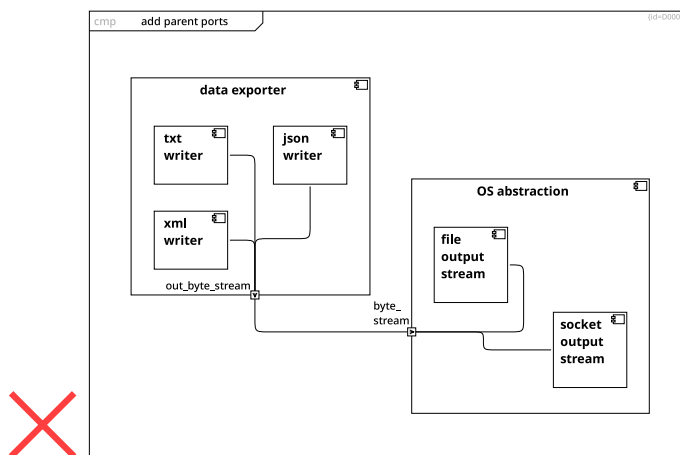 cmp add parent ports
{id=D000
data exporter
txt
writer
json
writer
xml
writer
out_byte_stream
OS abstraction
file
output
stream
byte_
stream
socket
output
stream